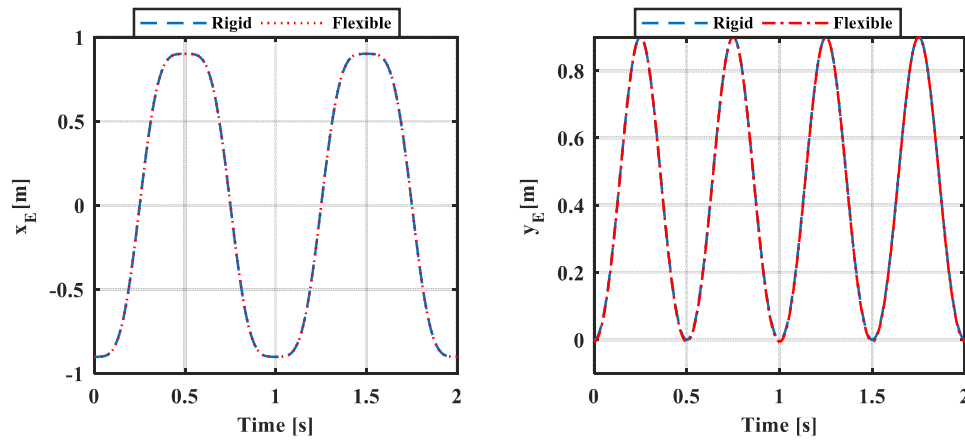 Rigid Flexible
1
0.5
0
-0.5
-1
x_E [m]
0 0.5 1 1.5 2
Time [s]
Rigid Flexible
0.8
0.6
0.4
0.2
0
y_E [m]
0 0.5 1 1.5 2
Time [s]